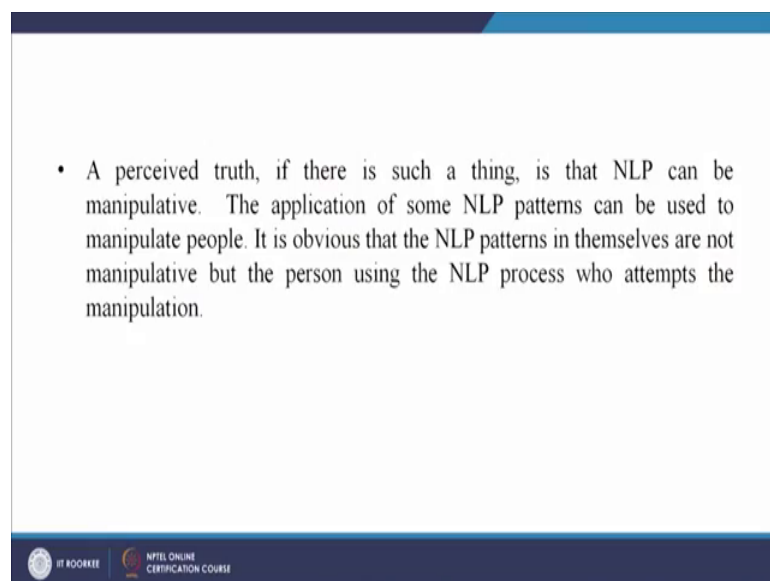 • A perceived truth, if there is such a thing, is that NLP can be
manipulative. The application of some NLP patterns can be used to
manipulate people. It is obvious that the NLP patterns in themselves are not
manipulative but the person using the NLP process who attempts the
manipulation.
IIT ROORKEE
NPTEL ONLINE
CERTIFICATION COURSE